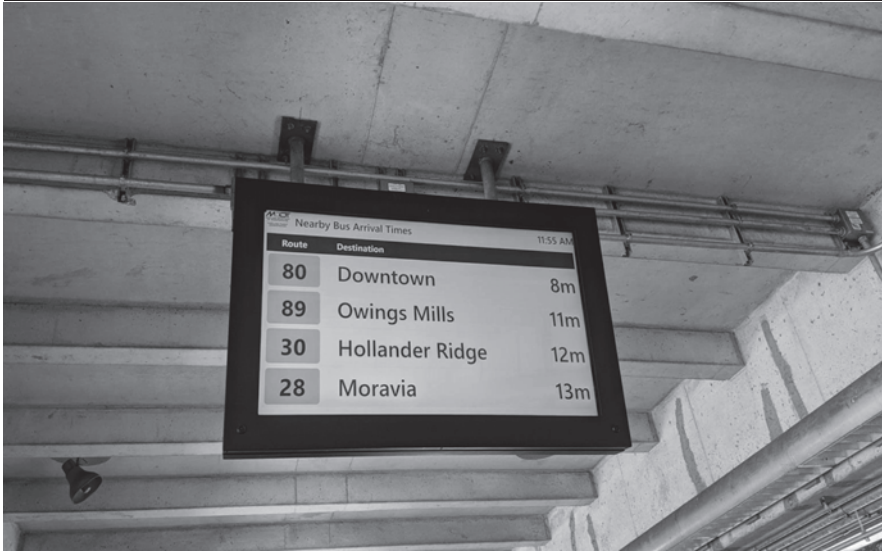 Nearby Bus Arrival Times 11:55 AM
Route Destination
80 Downtown 8m
89 Owings Mills 11m
30 Hollander Ridge 12m
28 Moravia 13m